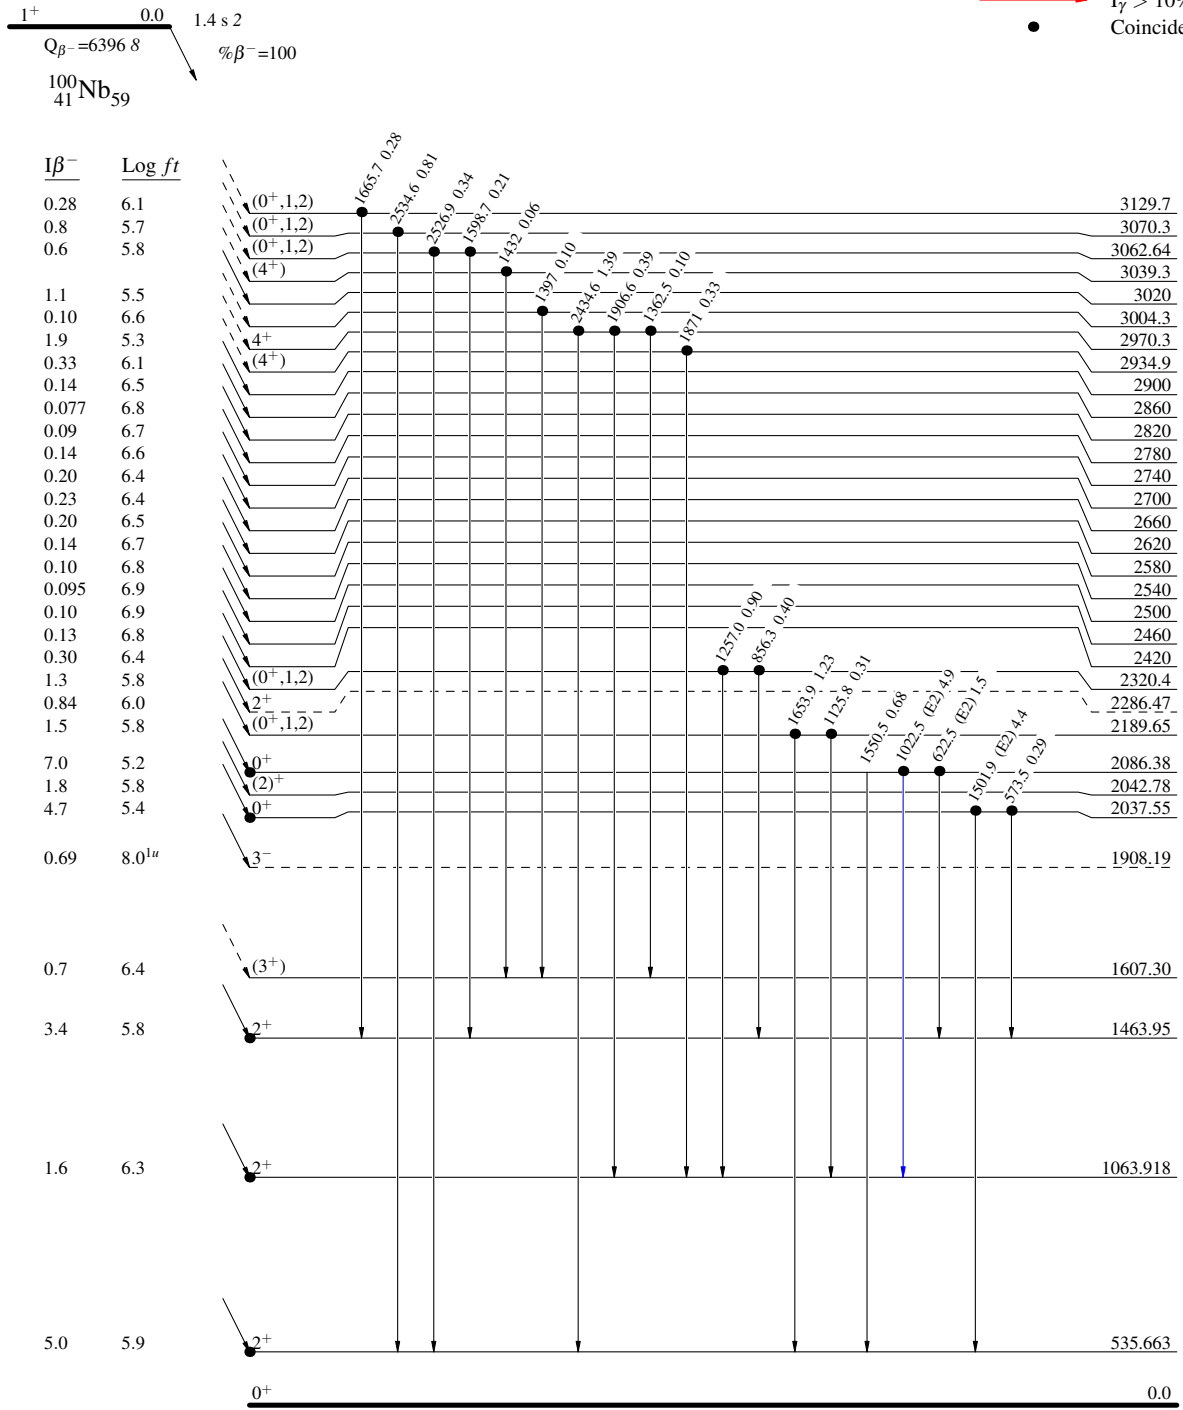 1+ 0.0 1.4 s 2
Iγ > 10%
Qβ−=6396 8
%β−=100
Coincide
100 41Nb59
Iβ− Log ft
1665.7 0.28
2534.6 0.81
2526.9 0.34
1598.7 0.21
1432 0.06
1397 0.10
2434.6 1.39
1906.6 0.39
1362.5 0.10
1871 0.33
1257.0 0.90
856.3 0.40
1653.9 1.23
1125.8 0.31
1550.5 0.68
1022.5 (E2) 4.9
622.5 (E2) 1.5
1501.9 (E2) 4.4
573.5 0.29
0.28 6.1 (0+,1,2) 3129.7
0.8 5.7 (0+,1,2) 3070.3
0.6 5.8 (0+,1,2) 3062.64
(4+) 3039.3
1.1 5.5 3020
0.10 6.6 3004.3
1.9 5.3 4+ 2970.3
0.33 6.1 (4+) 2934.9
0.14 6.5 2900
0.077 6.8 2860
0.09 6.7 2820
0.14 6.6 2780
0.20 6.4 2740
0.23 6.4 2700
0.20 6.5 2660
0.14 6.7 2620
0.10 6.8 2580
0.095 6.9 2540
0.10 6.9 2500
0.13 6.8 2460
0.30 6.4 2420
1.3 5.8 (0+,1,2) 2320.4
0.84 6.0 2+ 2286.47
1.5 5.8 (0+,1,2) 2189.65
7.0 5.2 0+ 2086.38
1.8 5.8 (2)+ 2042.78
4.7 5.4 0+ 2037.55
0.69 8.01u 3− 1908.19
0.7 6.4 (3+) 1607.30
3.4 5.8 2+ 1463.95
1.6 6.3 2+ 1063.918
5.0 5.9 2+ 535.663
0+ 0.0